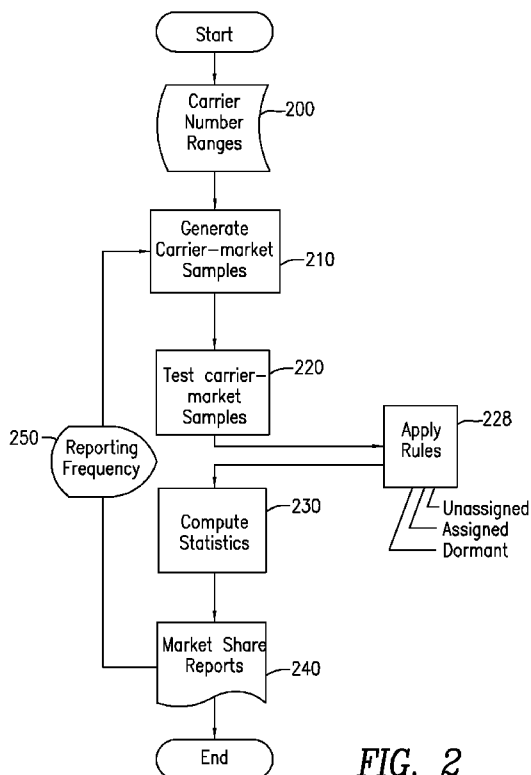 Start
Carrier
Number
Ranges
200
Generate
Carrier-market
Samples
210
Test carrier-
market
Samples
220
Apply
Rules
228
Unassigned
Assigned
Dormant
250
Reporting
Frequency
Compute
Statistics
230
Market Share
Reports
240
End
FIG. 2